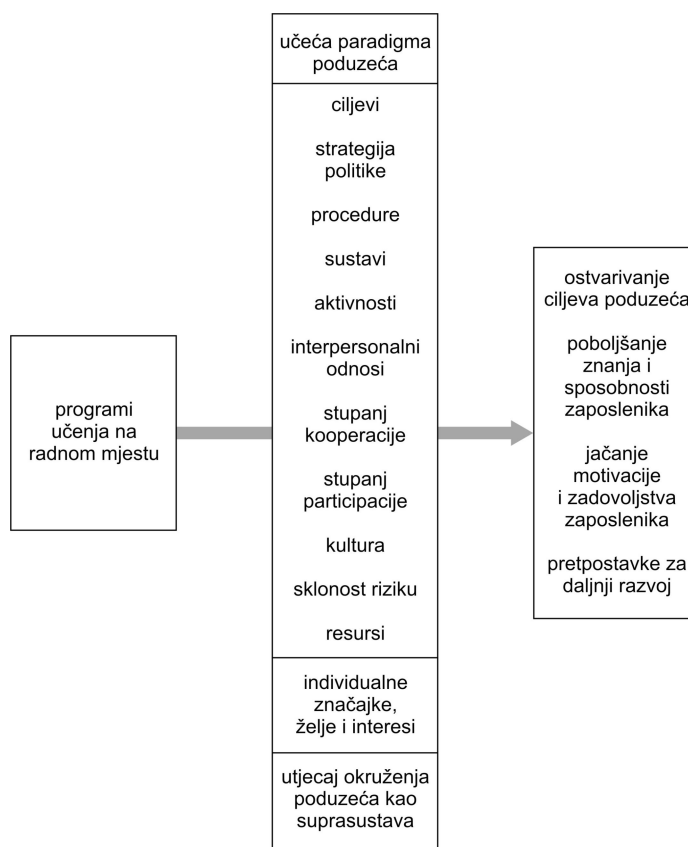 programi
učenja na
radnom mjestu
učeća paradigma
poduzeća
ciljevi
strategija
politike
procedure
sustavi
aktivnosti
interpersonalni
odnosi
stupanj
kooperacije
stupanj
participacije
kultura
sklonost riziku
resursi
individualne
značajke,
želje i interesi
utjecaj okruženja
poduzeća kao
suprasustava
ostvarivanje
ciljeva poduzeća
poboljšanje
znanja i
sposobnosti
zaposlenika
jačanje
motivacije
i zadovoljstva
zaposlenika
pretpostavke za
daljnji razvoj